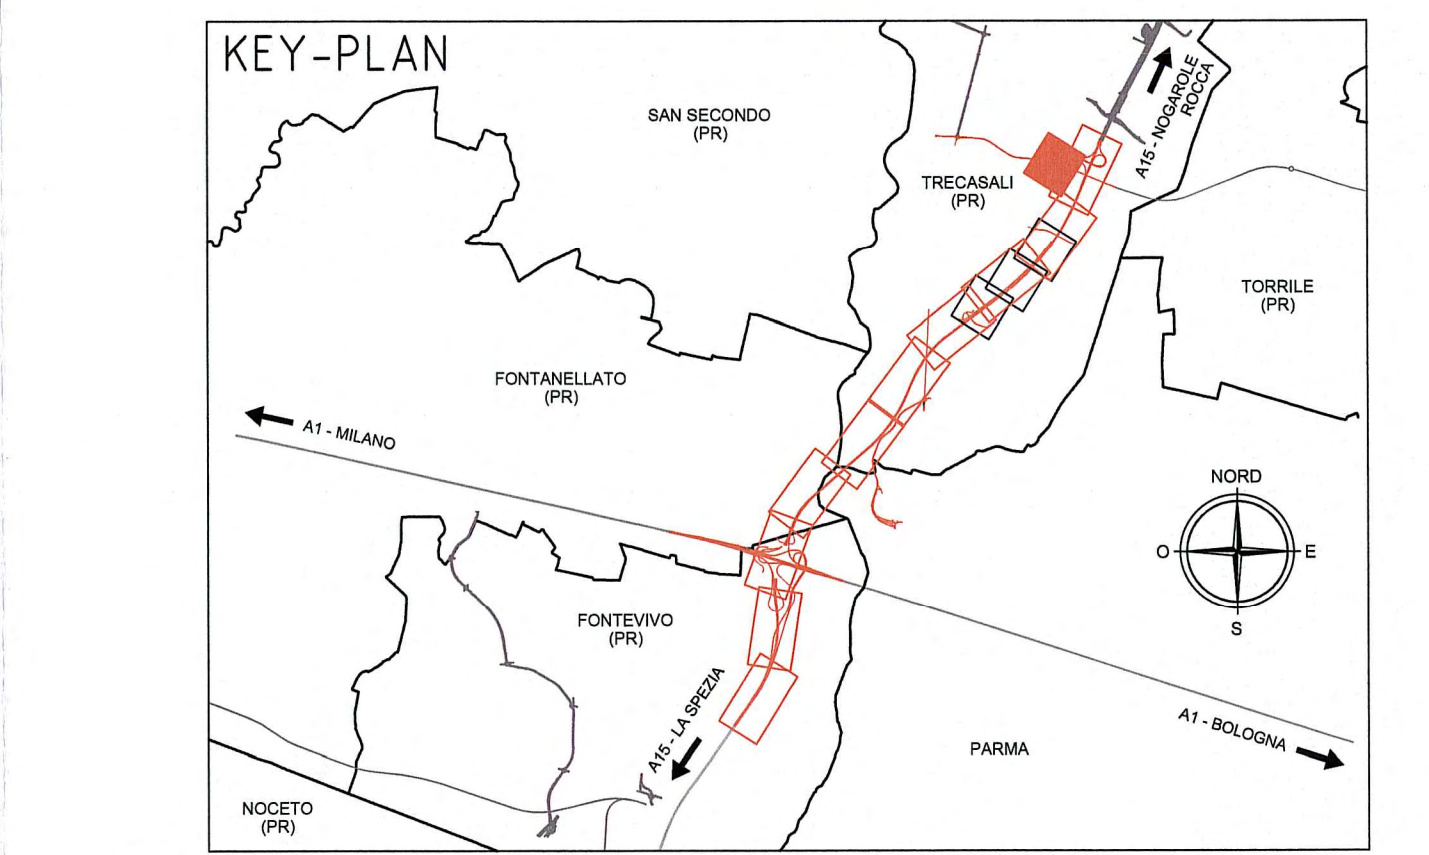 KEY-PLAN
SAN SECONDO
(PR)
A15 - NOGAROLE
ROCCA
TRECASALI
(PR)
TORRILE
(PR)
FONTANELLATO
(PR)
A1 - MILANO
NORD
O
E
S
FONTEVIVO
(PR)
A15 - LA SPEZIA
A1 - BOLOGNA
PARMA
NOCETO
(PR)